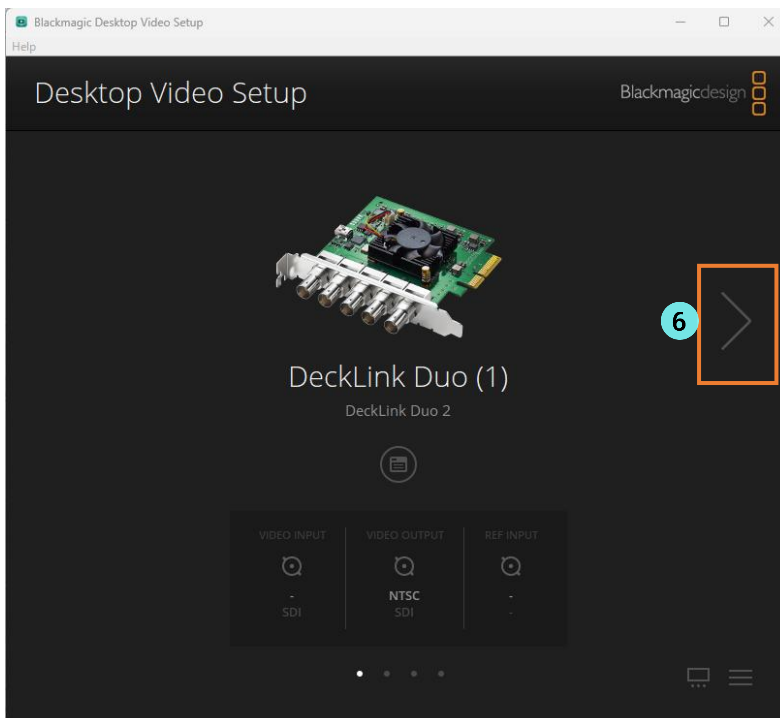 Blackmagic Desktop Video Setup
Help
Desktop Video Setup
Blackmagicdesign
6
DeckLink Duo (1)
DeckLink Duo 2
VIDEO INPUT VIDEO OUTPUT REF INPUT
- NTSC -
SDI SDI -